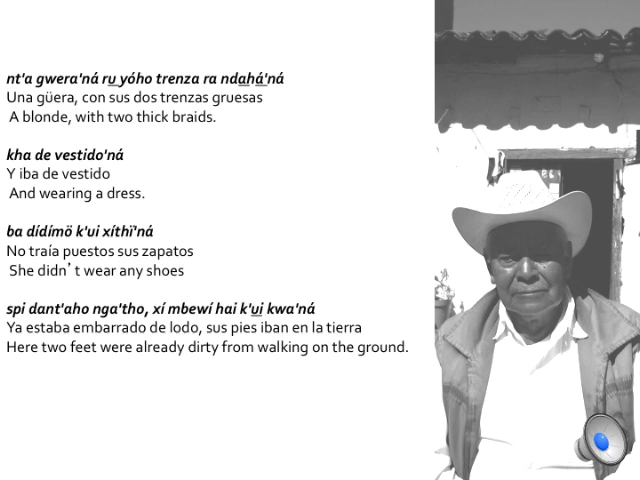 nt'a gwera'ná ru̲ yóho trenza ra nda̲há̲'ná
Una güera, con sus dos trenzas gruesas
A blonde, with two thick braids.
kha de vestido'ná
Y iba de vestido
And wearing a dress.
ba dídímö k'ui xíthï'ná
No traía puestos sus zapatos
She didn’t wear any shoes
spi dant'aho nga'tho, xí mbewí hai k'u̲i̲ kwa'ná
Ya estaba embarrado de lodo, sus pies iban en la tierra
Here two feet were already dirty from walking on the ground.